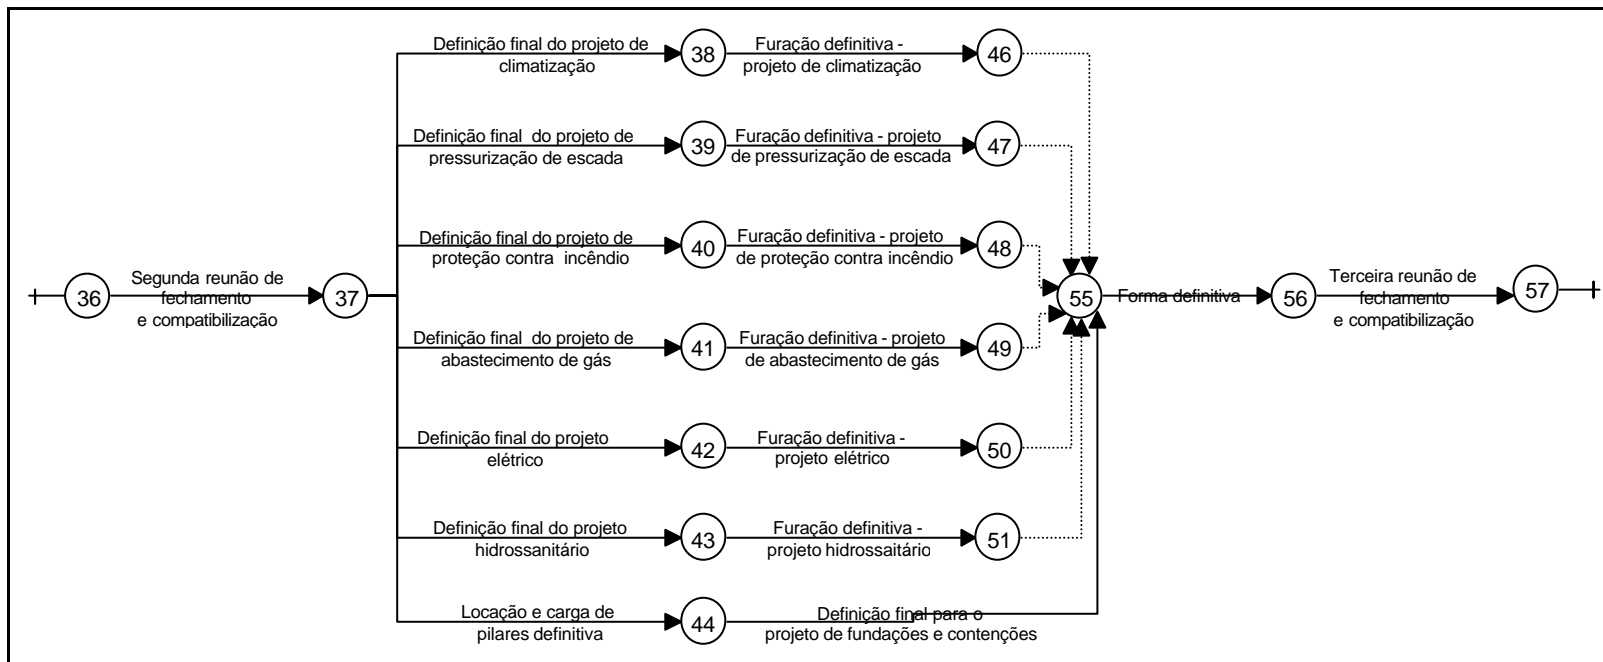 Definição final do projeto de
climatização
38
Furação definitiva -
projeto de climatização
46
Definição final  do projeto de
pressurização de escada
39
Furação definitiva - projeto
de pressurização de escada
47
Definição final do projeto de
proteção contra  incêndio
40
Furação definitiva - projeto
de proteção contra incêndio
48
36
Segunda reunão de
fechamento
e compatibilização
37
55
Forma definitiva
56
Terceira reunão de
fechamento
e compatibilização
57
Definição final  do projeto de
abastecimento de gás
41
Furação definitiva - projeto
de abastecimento de gás
49
Definição final do projeto
elétrico
42
Furação definitiva -
projeto elétrico
50
Definição final do projeto
hidrossanitário
43
Furação definitiva -
projeto hidrossaitário
51
Locação e carga de
pilares definitiva
44
Definição final para o
projeto de fundações e contenções